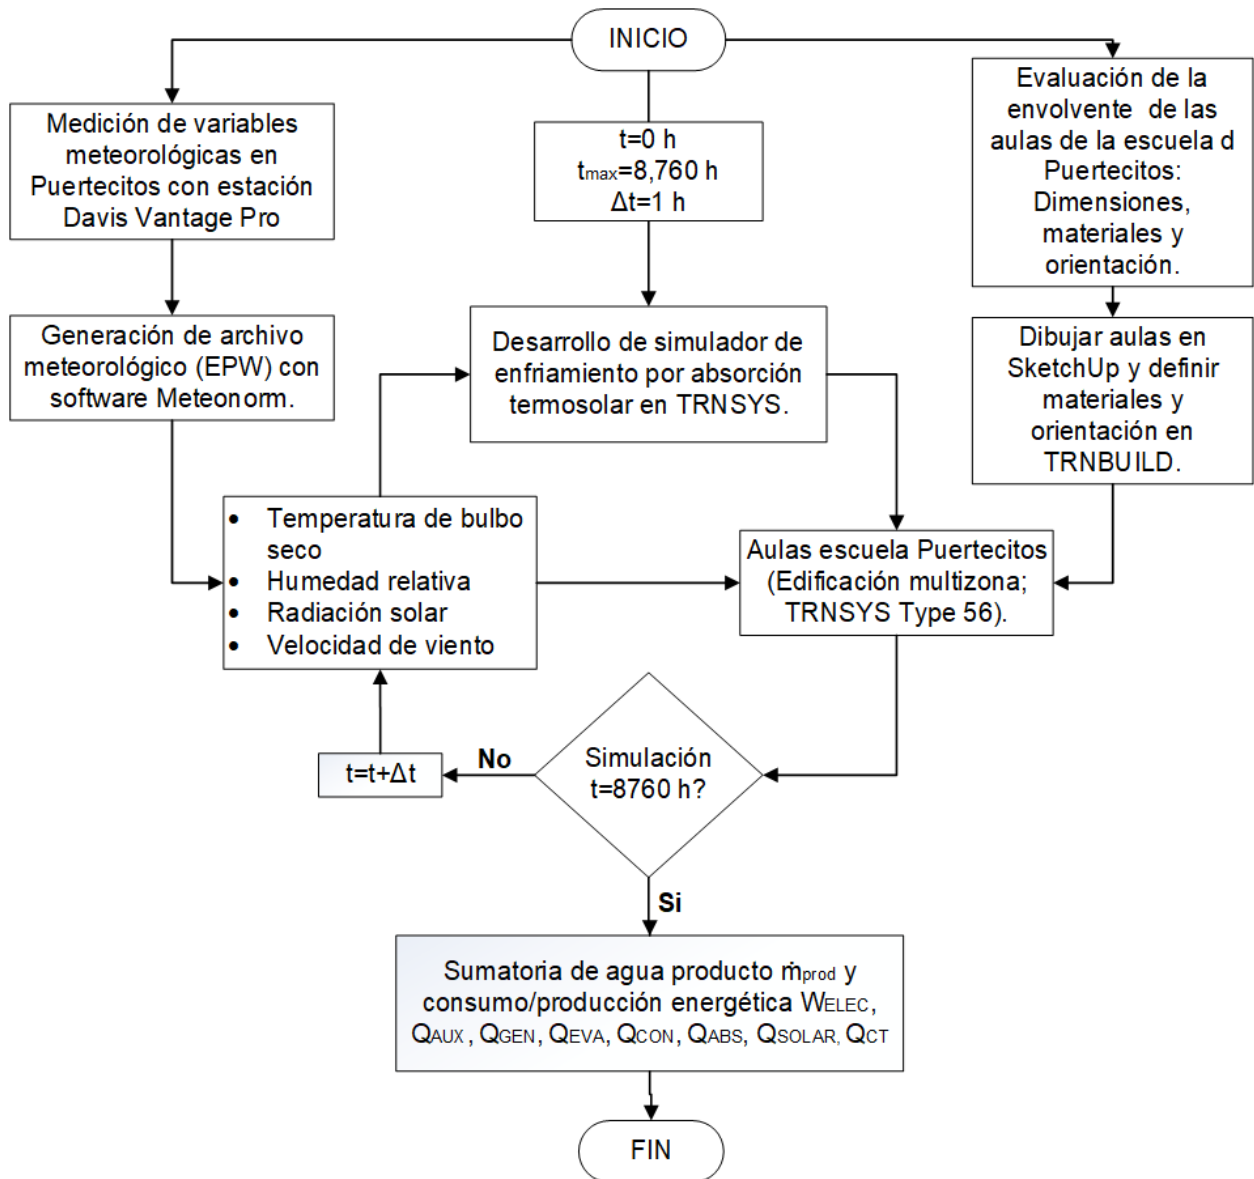 INICIO
Medición de variables
meteorológicas en
Puertecitos con estación
Davis Vantage Pro
t=0 h
tmax=8,760 h
Δt=1 h
Evaluación de la
envolvente de las
aulas de la escuela d
Puertecitos:
Dimensiones,
materiales y
orientación.
Generación de archivo
meteorológico (EPW) con
software Meteonorm.
Desarrollo de simulador de
enfriamiento por absorción
termosolar en TRNSYS.
Dibujar aulas en
SketchUp y definir
materiales y
orientación en
TRNBUILD.
• Temperatura de bulbo
seco
• Humedad relativa
• Radiación solar
• Velocidad de viento
Aulas escuela Puertecitos
(Edificación multizona;
TRNSYS Type 56).
Simulación
t=8760 h?
No
t=t+Δt
Si
Sumatoria de agua producto ṁprod y
consumo/producción energética WELEC,
QAUX, QGEN, QEVA, QCON, QABS, QSOLAR, QCT
FIN